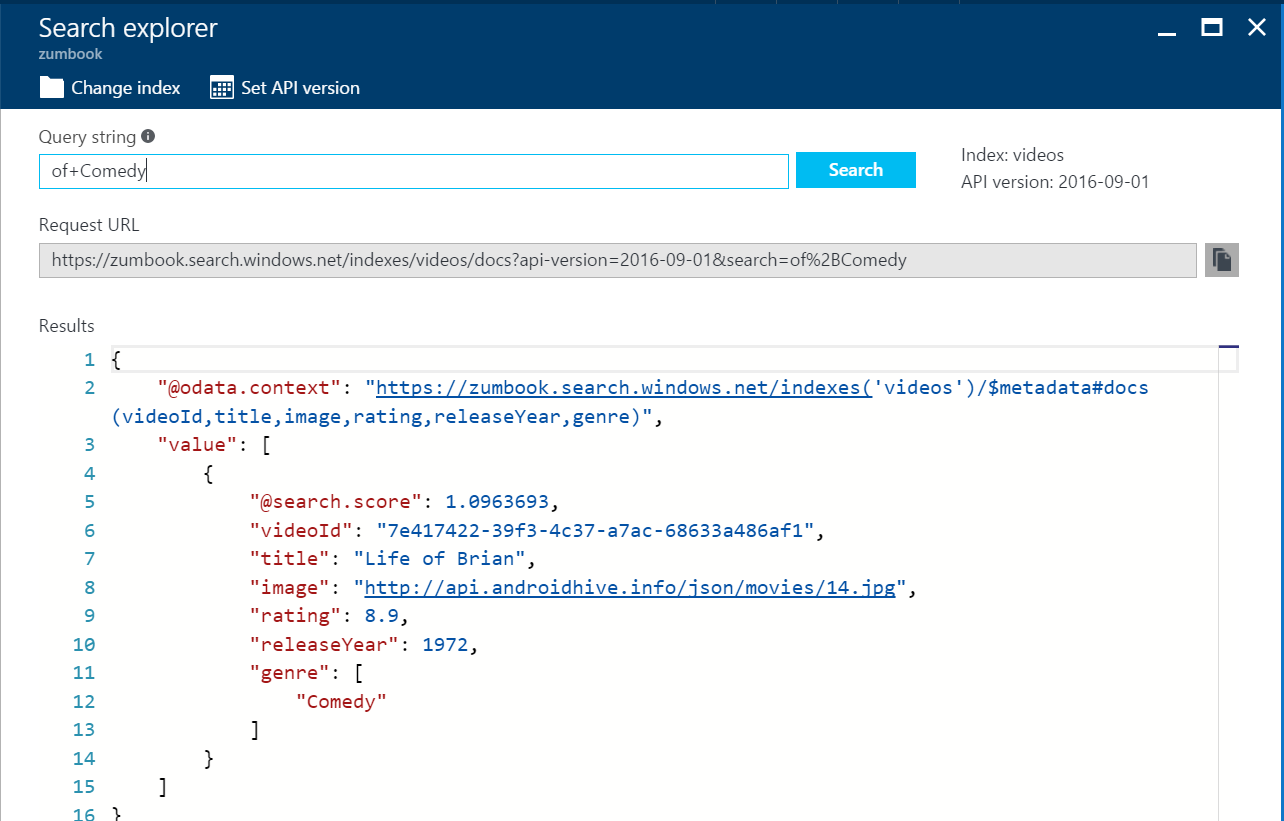 Search explorer
zumbook
Change index
Set API version
Query string
of+Comedy
Search
Index: videos
API version: 2016-09-01
Request URL
https://zumbook.search.windows.net/indexes/videos/docs?api-version=2016-09-01&search=of%2BComedy
Results
1 {
2 "@odata.context": "https://zumbook.search.windows.net/indexes('videos')/$metadata#docs
(videoId,title,image,rating,releaseYear,genre)",
3 "value": [
4 {
5 "@search.score": 1.0963693,
6 "videoId": "7e417422-39f3-4c37-a7ac-68633a486af1",
7 "title": "Life of Brian",
8 "image": "http://api.androidhive.info/json/movies/14.jpg",
9 "rating": 8.9,
10 "releaseYear": 1972,
11 "genre": [
12 "Comedy"
13 ]
14 }
15 ]
16 }